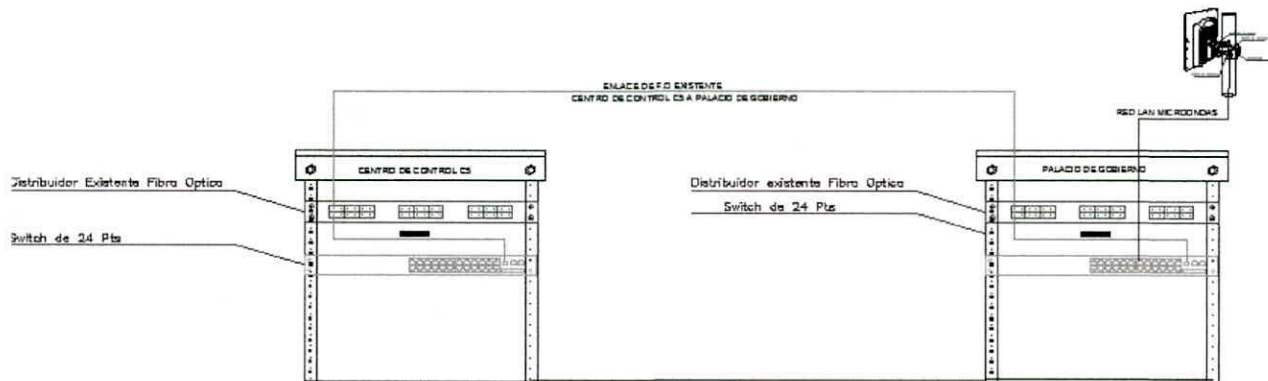 ENLACE DE F.O EXISTENTE
CENTRO DE CONTROL C5 A PALACIO DE GOBIERNO
RED LAN MICROONDAS
CENTRO DE CONTROL C5
PALACIO DE GOBIERNO
Distribuidor Existente Fibra Optica
Distribuidor existente Fibra Optica
Switch de 24 Pts
Switch de 24 Pts